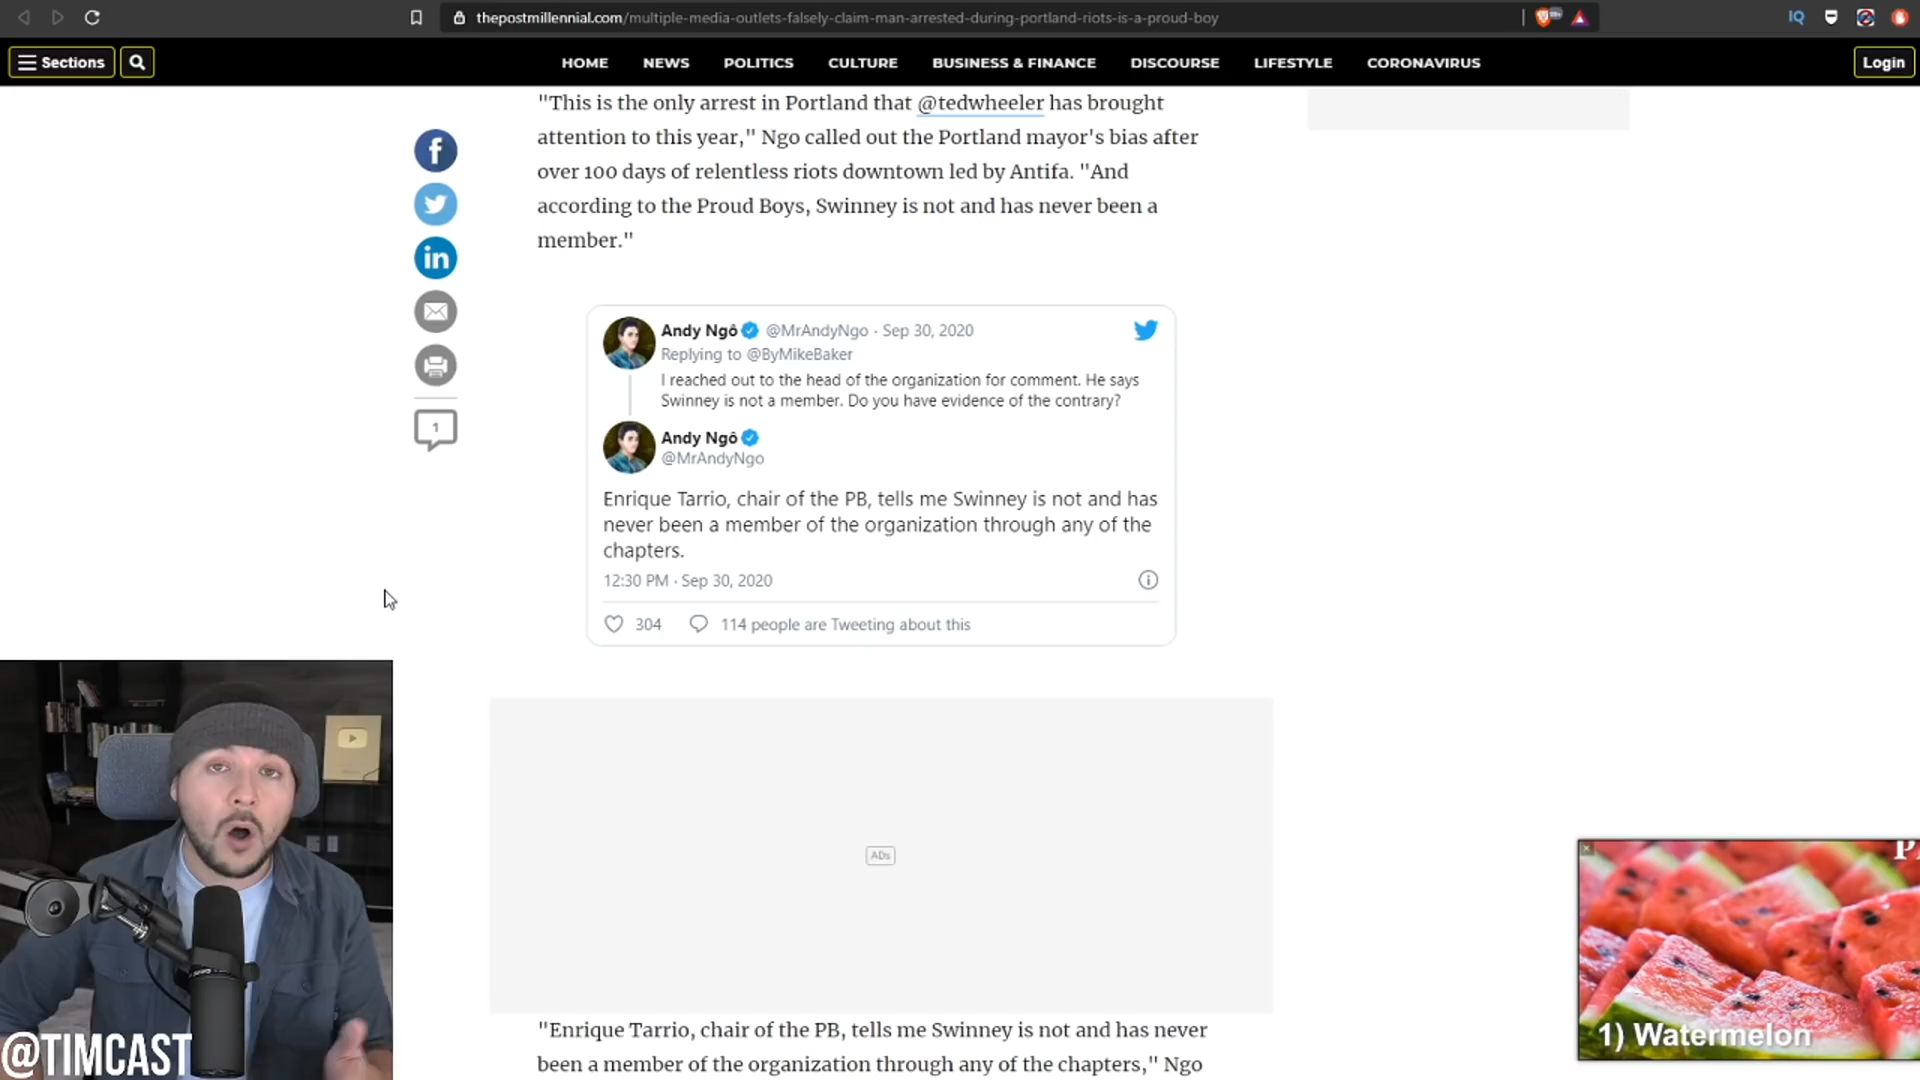 thepostmillennial.com/multiple-media-outlets-falsely-claim-man-arrested-during-portland-riots-is-a-proud-boy
IQ
Sections
HOME
NEWS
POLITICS
CULTURE
BUSINESS & FINANCE
DISCOURSE
LIFESTYLE
CORONAVIRUS
Login
"This is the only arrest in Portland that @tedwheeler has brought
attention to this year," Ngo called out the Portland mayor's bias after
over 100 days of relentless riots downtown led by Antifa. "And
according to the Proud Boys, Swinney is not and has never been a
member."
f
in
1
Andy Ngô @MrAndyNgo · Sep 30, 2020
Replying to @ByMikeBaker
I reached out to the head of the organization for comment. He says
Swinney is not a member. Do you have evidence of the contrary?
Andy Ngô
@MrAndyNgo
Enrique Tarrio, chair of the PB, tells me Swinney is not and has
never been a member of the organization through any of the
chapters.
12:30 PM · Sep 30, 2020
304
114 people are Tweeting about this
ADs
1) Watermelon
"Enrique Tarrio, chair of the PB, tells me Swinney is not and has never
been a member of the organization through any of the chapters," Ngo
@TIMCAST